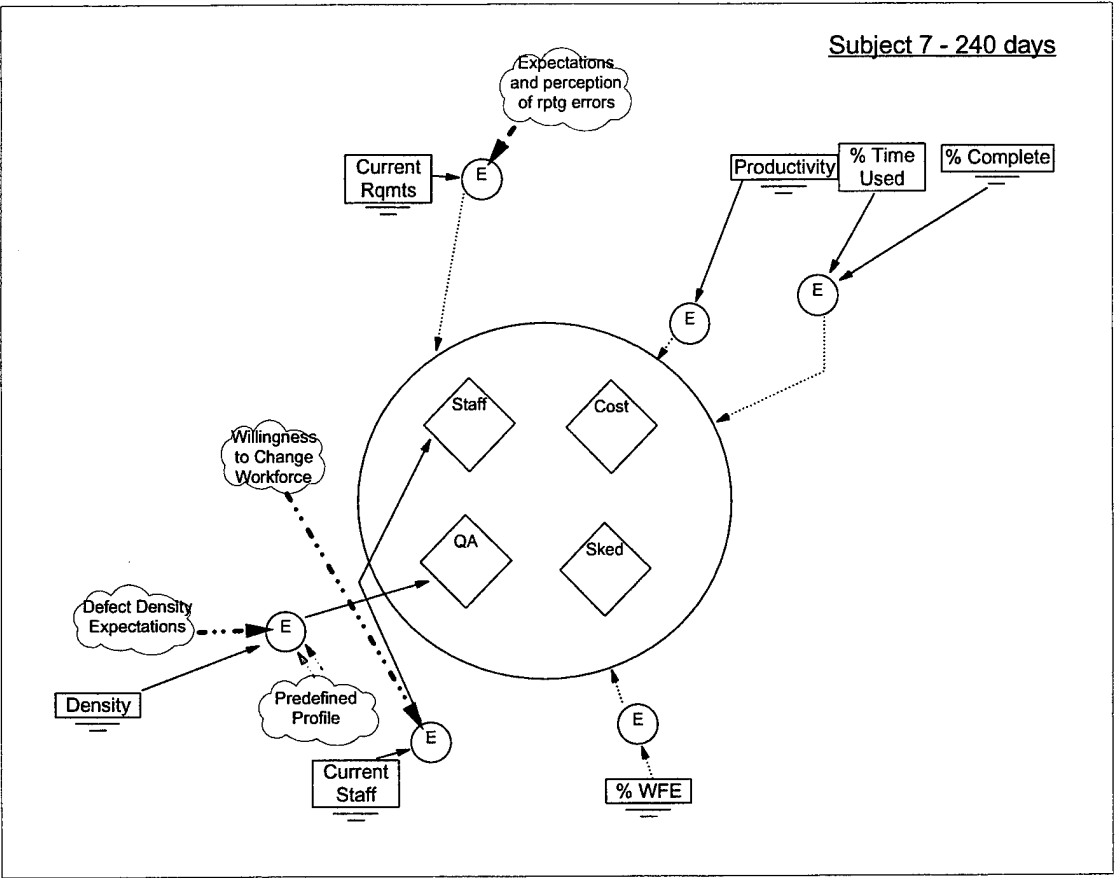 Subject 7 - 240 days
Expectations
and perception
of rptg errors
Current
Rqmts
E
Productivity
% Time
Used
% Complete
E
E
Staff
Cost
Willingness
to Change
Workforce
QA
Sked
Defect Density
Expectations
E
Density
Predefined
Profile
E
Current
Staff
E
% WFE